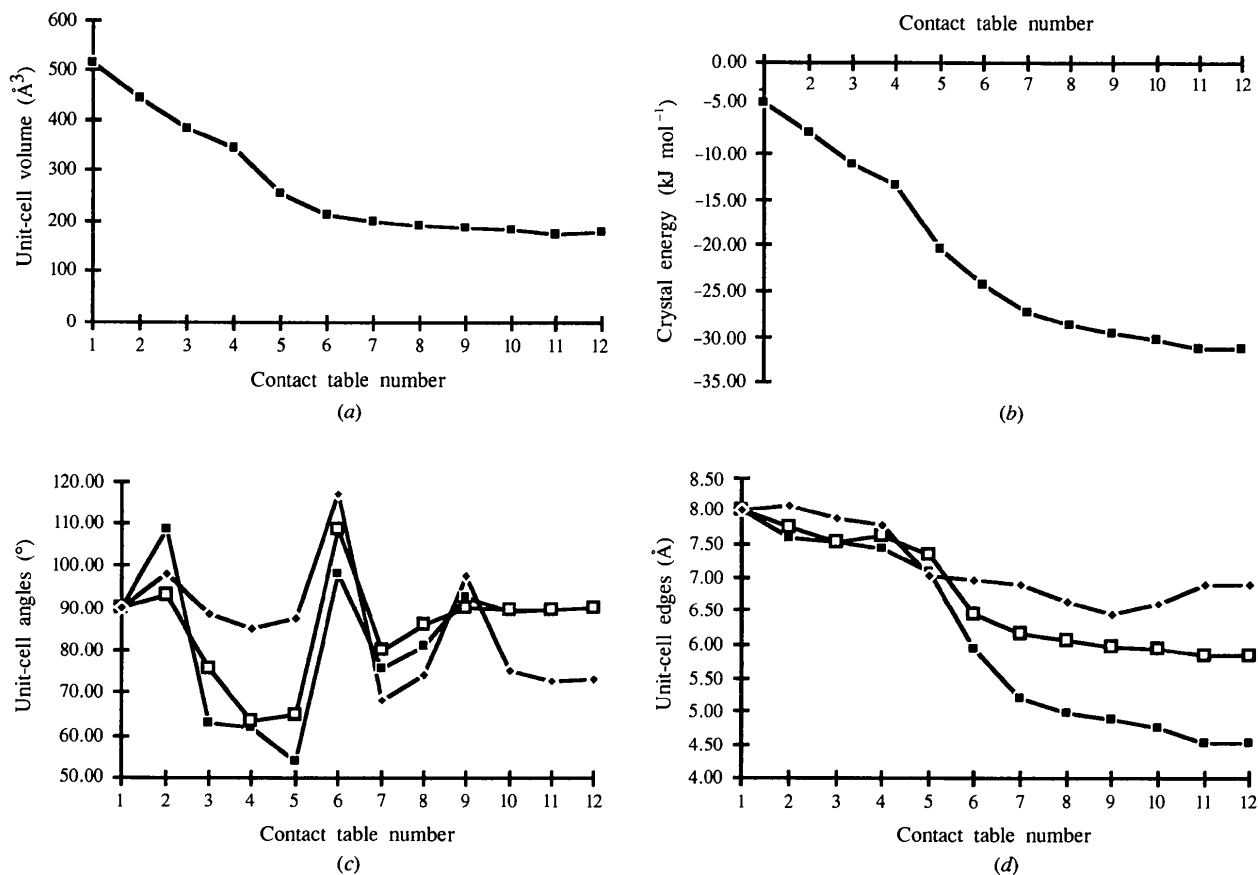 600
500
400
300
200
100
0
Unit-cell volume (Å³)
1 2 3 4 5 6 7 8 9 10 11 12
Contact table number
(a)
Contact table number
0.00
-5.00
-10.00
-15.00
-20.00
-25.00
-30.00
-35.00
Crystal energy (kJ mol⁻¹)
2 3 4 5 6 7 8 9 10 11 12
(b)
120.00
110.00
100.00
90.00
80.00
70.00
60.00
50.00
Unit-cell angles (°)
1 2 3 4 5 6 7 8 9 10 11 12
Contact table number
(c)
8.50
8.00
7.50
7.00
6.50
6.00
5.50
5.00
4.50
4.00
Unit-cell edges (Å)
1 2 3 4 5 6 7 8 9 10 11 12
Contact table number
(d)